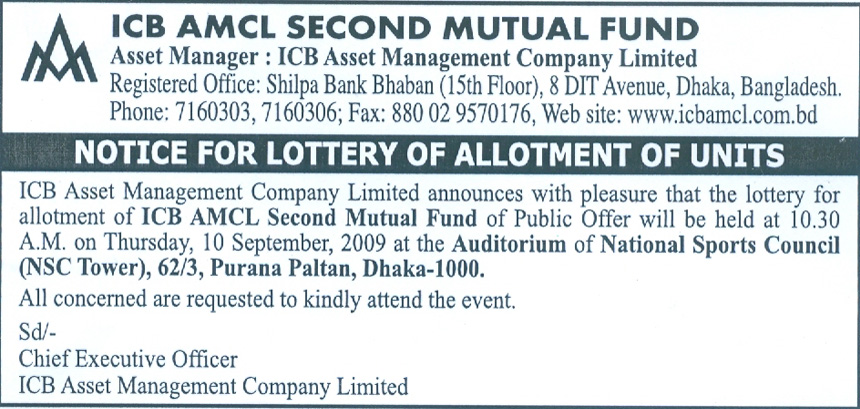 ICB AMCL SECOND MUTUAL FUND
Asset Manager : ICB Asset Management Company Limited
Registered Office: Shilpa Bank Bhaban (15th Floor), 8 DIT Avenue, Dhaka, Bangladesh.
Phone: 7160303, 7160306; Fax: 880 02 9570176, Web site: www.icbamcl.com.bd
NOTICE FOR LOTTERY OF ALLOTMENT OF UNITS
ICB Asset Management Company Limited announces with pleasure that the lottery for
allotment of ICB AMCL Second Mutual Fund of Public Offer will be held at 10.30
A.M. on Thursday, 10 September, 2009 at the Auditorium of National Sports Council
(NSC Tower), 62/3, Purana Paltan, Dhaka-1000.
All concerned are requested to kindly attend the event.
Sd/-
Chief Executive Officer
ICB Asset Management Company Limited